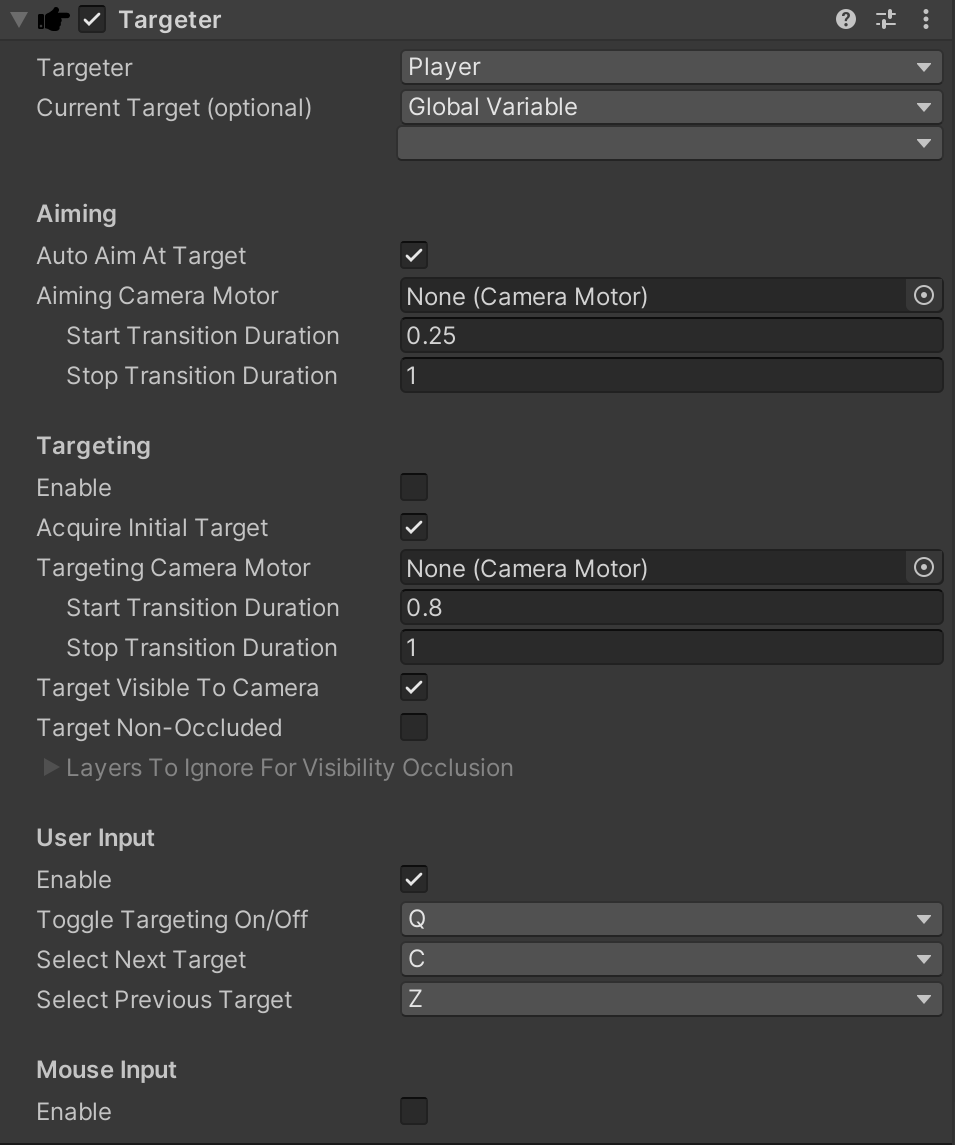 Targeter
Targeter Player
Current Target (optional) Global Variable
Aiming
Auto Aim At Target
Aiming Camera Motor None (Camera Motor)
Start Transition Duration 0.25
Stop Transition Duration 1
Targeting
Enable
Acquire Initial Target
Targeting Camera Motor None (Camera Motor)
Start Transition Duration 0.8
Stop Transition Duration 1
Target Visible To Camera
Target Non-Occluded
Layers To Ignore For Visibility Occlusion
User Input
Enable
Toggle Targeting On/Off Q
Select Next Target C
Select Previous Target Z
Mouse Input
Enable